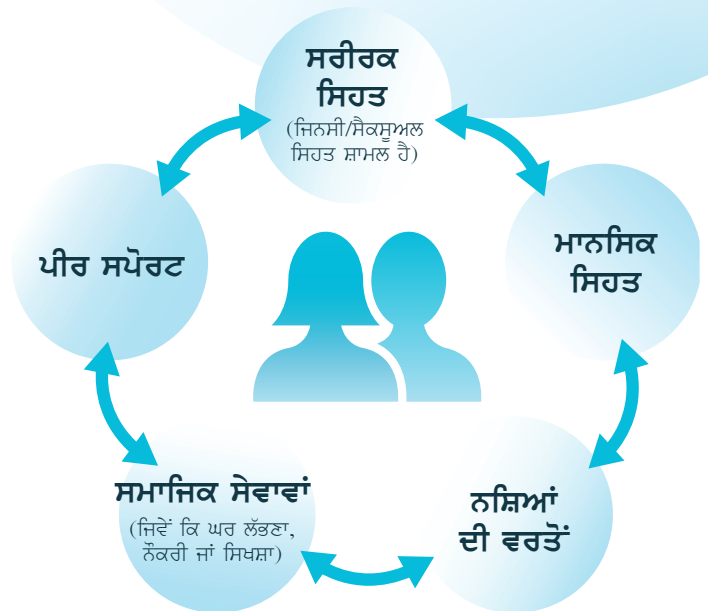 ਸਰੀਰਕ
ਸਿਹਤ
(ਜਿਨਸੀ/ਸੈਕਸੂਅਲ
ਸਿਹਤ ਸ਼ਾਮਲ ਹੈ)
ਮਾਨਸਿਕ
ਸਿਹਤ
ਨਸ਼ਿਆਂ
ਦੀ ਵਰਤੋਂ
ਸਮਾਜਿਕ ਸੇਵਾਵਾਂ
(ਜਿਵੇਂ ਕਿ ਘਰ ਲੱਭਣਾ,
ਨੌਕਰੀ ਜਾਂ ਸਿਖਸ਼ਾ)
ਪੀਰ ਸਪੋਰਟ